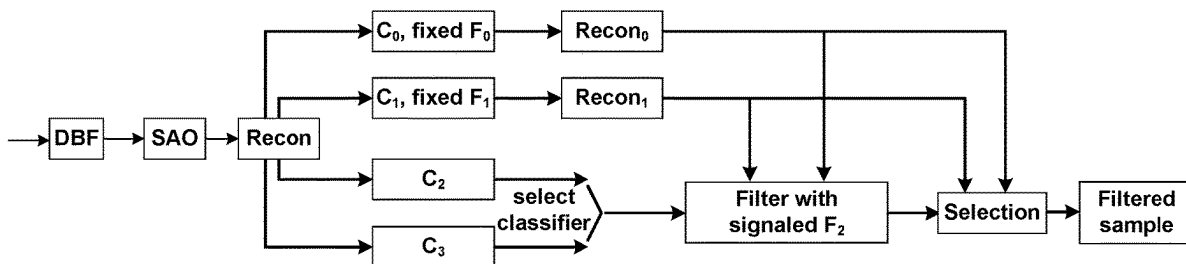 C₀, fixed F₀
Recon₀
C₁, fixed F₁
Recon₁
DBF
SAO
Recon
C₂
select
classifier
C₃
Filter with
signaled F₂
Selection
Filtered
sample